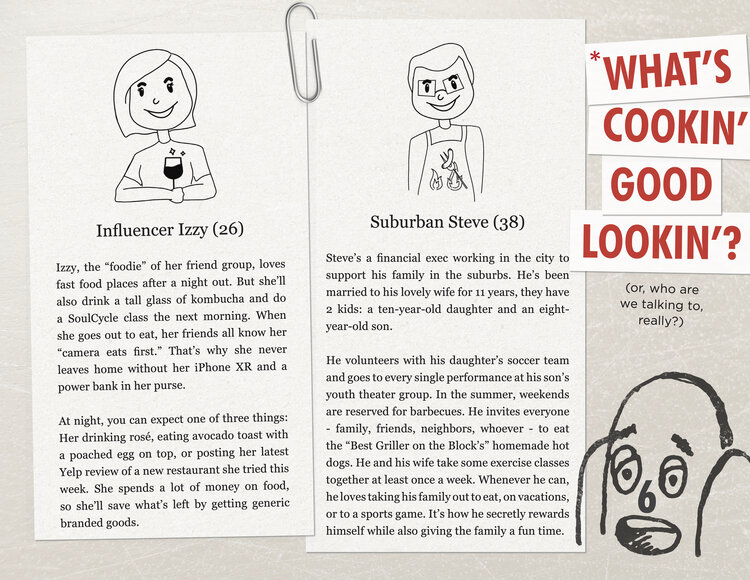 Influencer Izzy (26)
Izzy, the “foodie” of her friend group, loves
fast food places after a night out. But she’ll
also drink a tall glass of kombucha and do
a SoulCycle class the next morning. When
she goes out to eat, her friends all know her
“camera eats first.” That’s why she never
leaves home without her iPhone XR and a
power bank in her purse.
At night, you can expect one of three things:
Her drinking rosé, eating avocado toast with
a poached egg on top, or posting her latest
Yelp review of a new restaurant she tried this
week. She spends a lot of money on food,
so she’ll save what’s left by getting generic
branded goods.
Suburban Steve (38)
Steve’s a financial exec working in the city to
support his family in the suburbs. He’s been
married to his lovely wife for 11 years, they have
2 kids: a ten-year-old daughter and an eight-
year-old son.
He volunteers with his daughter’s soccer team
and goes to every single performance at his son’s
youth theater group. In the summer, weekends
are reserved for barbecues. He invites everyone
- family, friends, neighbors, whoever - to eat
the “Best Griller on the Block’s” homemade hot
dogs. He and his wife take some exercise classes
together at least once a week. Whenever he can,
he loves taking his family out to eat, on vacations,
or to a sports game. It’s how he secretly rewards
himself while also giving the family a fun time.
*WHAT’S
COOKIN’
GOOD
LOOKIN’?
(or, who are
we talking to,
really?)